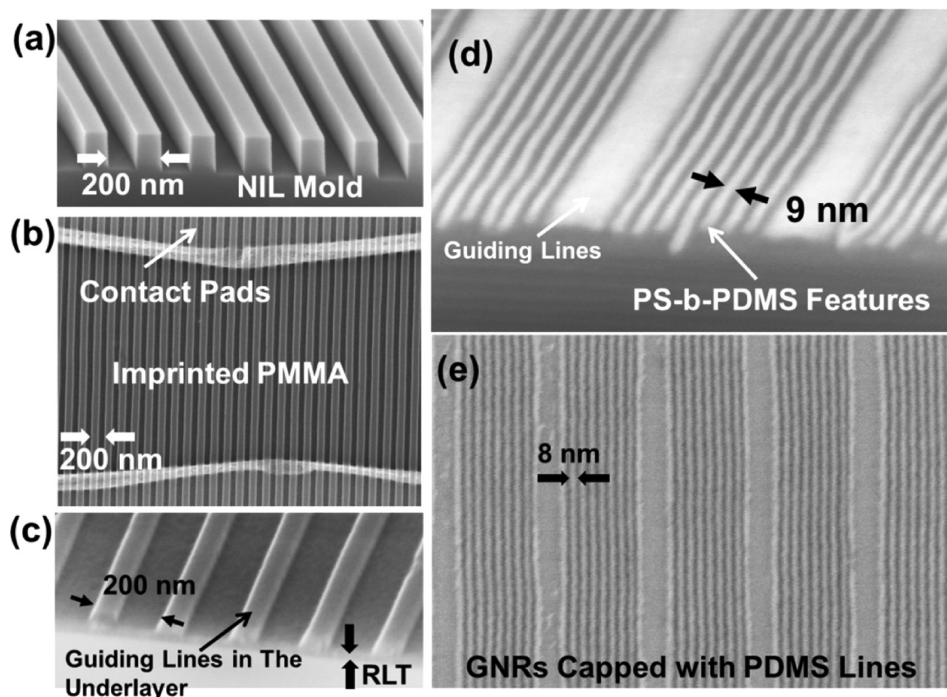 (a)
200 nm
NIL Mold
(b)
Contact Pads
Imprinted PMMA
200 nm
(c)
200 nm
Guiding Lines in The
Underlayer
RLT
(d)
9 nm
Guiding Lines
PS-b-PDMS Features
(e)
8 nm
GNRs Capped with PDMS Lines